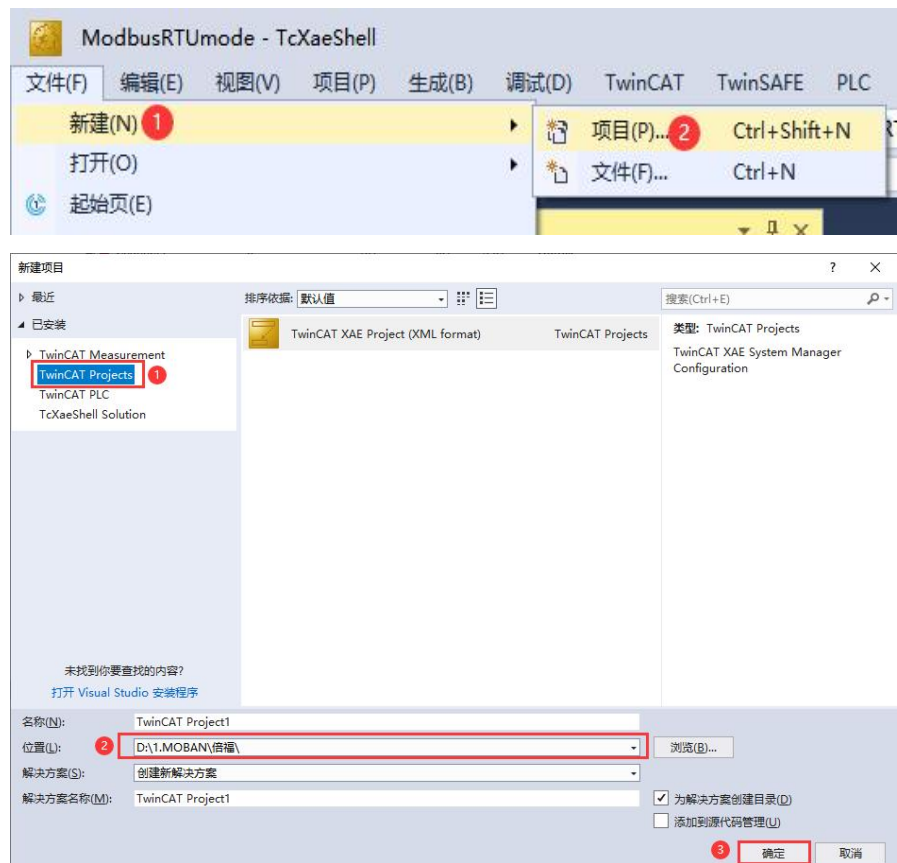 ModbusRTUmode - TcXaeShell
文件(F) 编辑(E) 视图(V) 项目(P) 生成(B) 调试(D) TwinCAT TwinSAFE PLC
新建(N) 1
项目(P)... 2 Ctrl+Shift+N
打开(O)
文件(F)... Ctrl+N
起始页(E)
新建项目 ?
最近
排序依据: 默认值
搜索(Ctrl+E)
已安装
TwinCAT XAE Project (XML format) TwinCAT Projects
类型: TwinCAT Projects
TwinCAT XAE System Manager
Configuration
TwinCAT Measurement
TwinCAT Projects 1
TwinCAT PLC
TcXaeShell Solution
未找到你要查找的内容?
打开 Visual Studio 安装程序
名称(N): TwinCAT Project1
位置(L): 2 D:\1.MOBAN\倍福\ 浏览(B)...
解决方案(S): 创建新解决方案
解决方案名称(M): TwinCAT Project1
为解决方案创建目录(D)
添加到源代码管理(U)
3 确定 取消